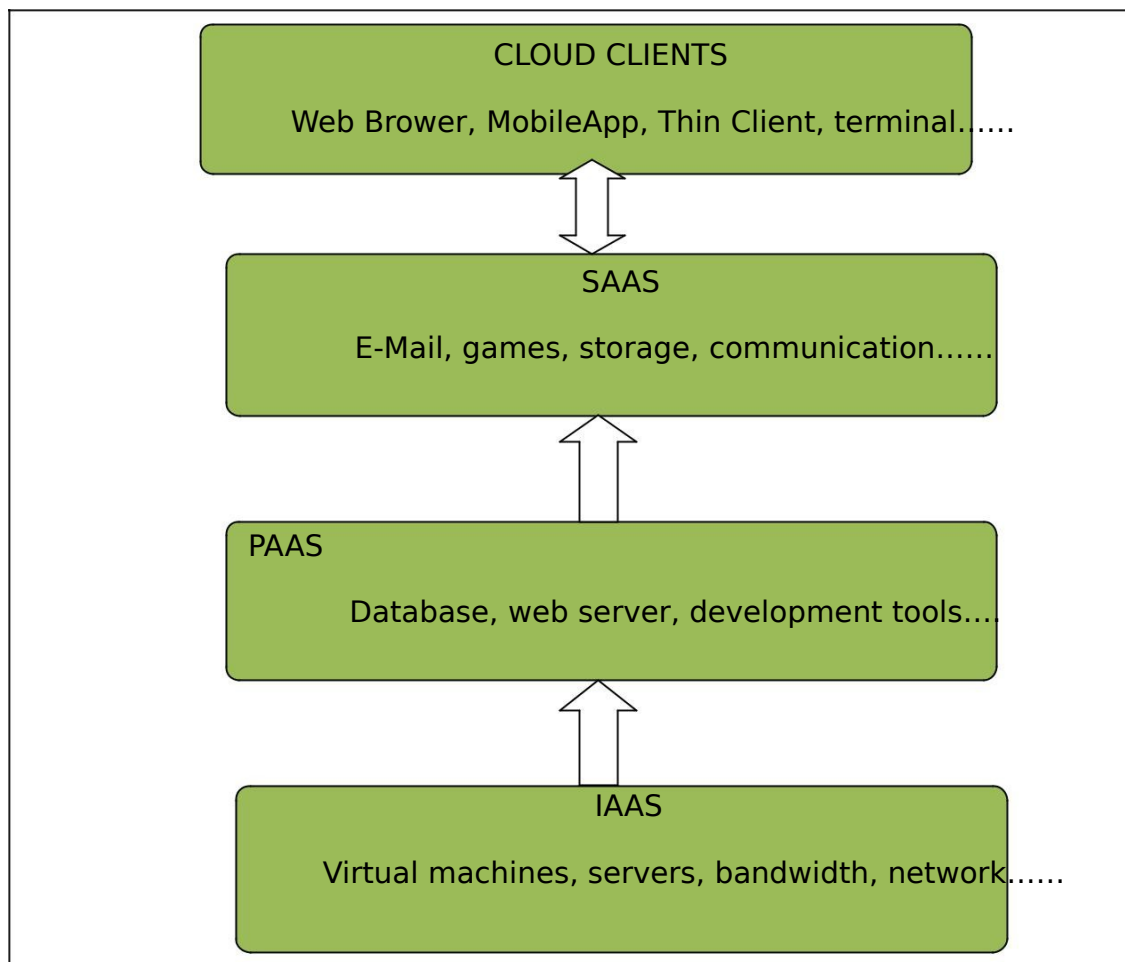 CLOUD CLIENTS
Web Brower, MobileApp, Thin Client, terminal......
SAAS
E-Mail, games, storage, communication......
PAAS
Database, web server, development tools....
IAAS
Virtual machines, servers, bandwidth, network......